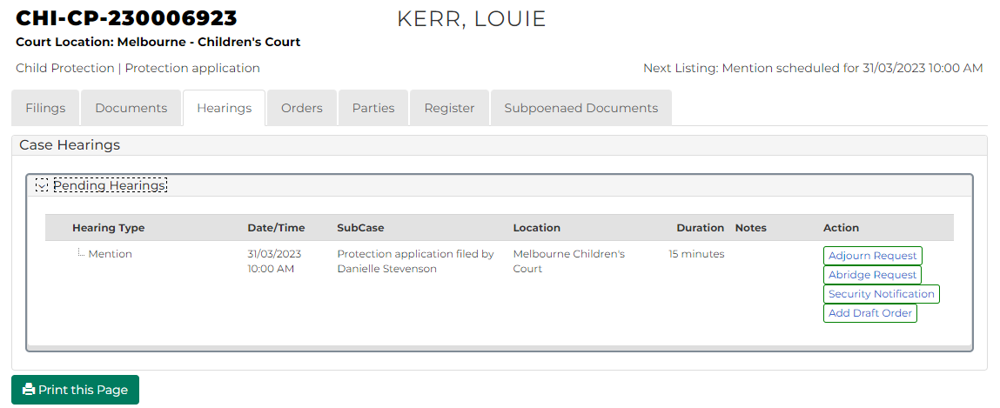 CHI-CP-230006923
KERR, LOUIE
Court Location: Melbourne - Children's Court
Child Protection | Protection application
Next Listing: Mention scheduled for 31/03/2023 10:00 AM
Filings Documents Hearings Orders Parties Register Subpoenaed Documents
Case Hearings
Pending Hearings
Hearing Type Date/Time SubCase Location Duration Notes Action
Mention 31/03/2023 Protection application filed by Melbourne Children's 15 minutes Adjourn Request
10:00 AM Danielle Stevenson Court Abridge Request
Security Notification
Add Draft Order
Print this Page